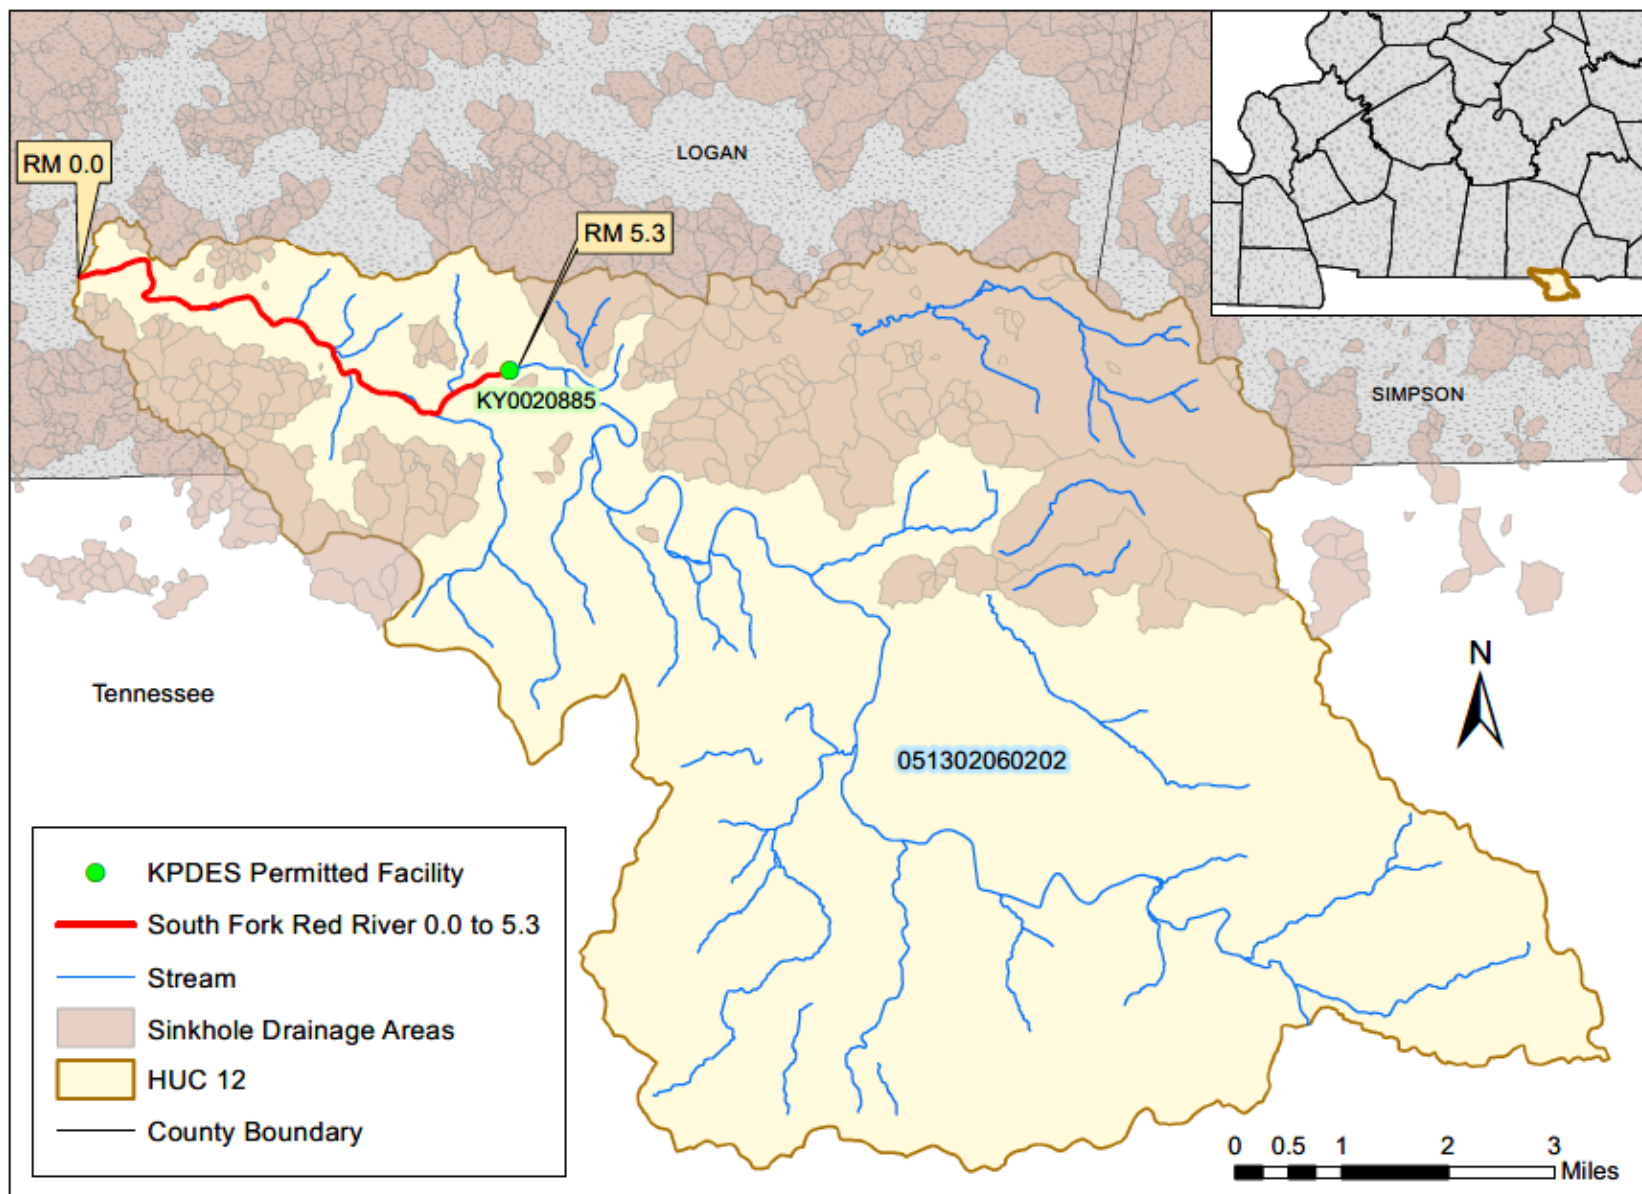 LOGAN
RM 0.0
RM 5.3
SIMPSON
KY0020885
N
Tennessee
051302060202
KPDES Permitted Facility
South Fork Red River 0.0 to 5.3
Stream
Sinkhole Drainage Areas
HUC 12
County Boundary
0 0.5 1 2 3
Miles